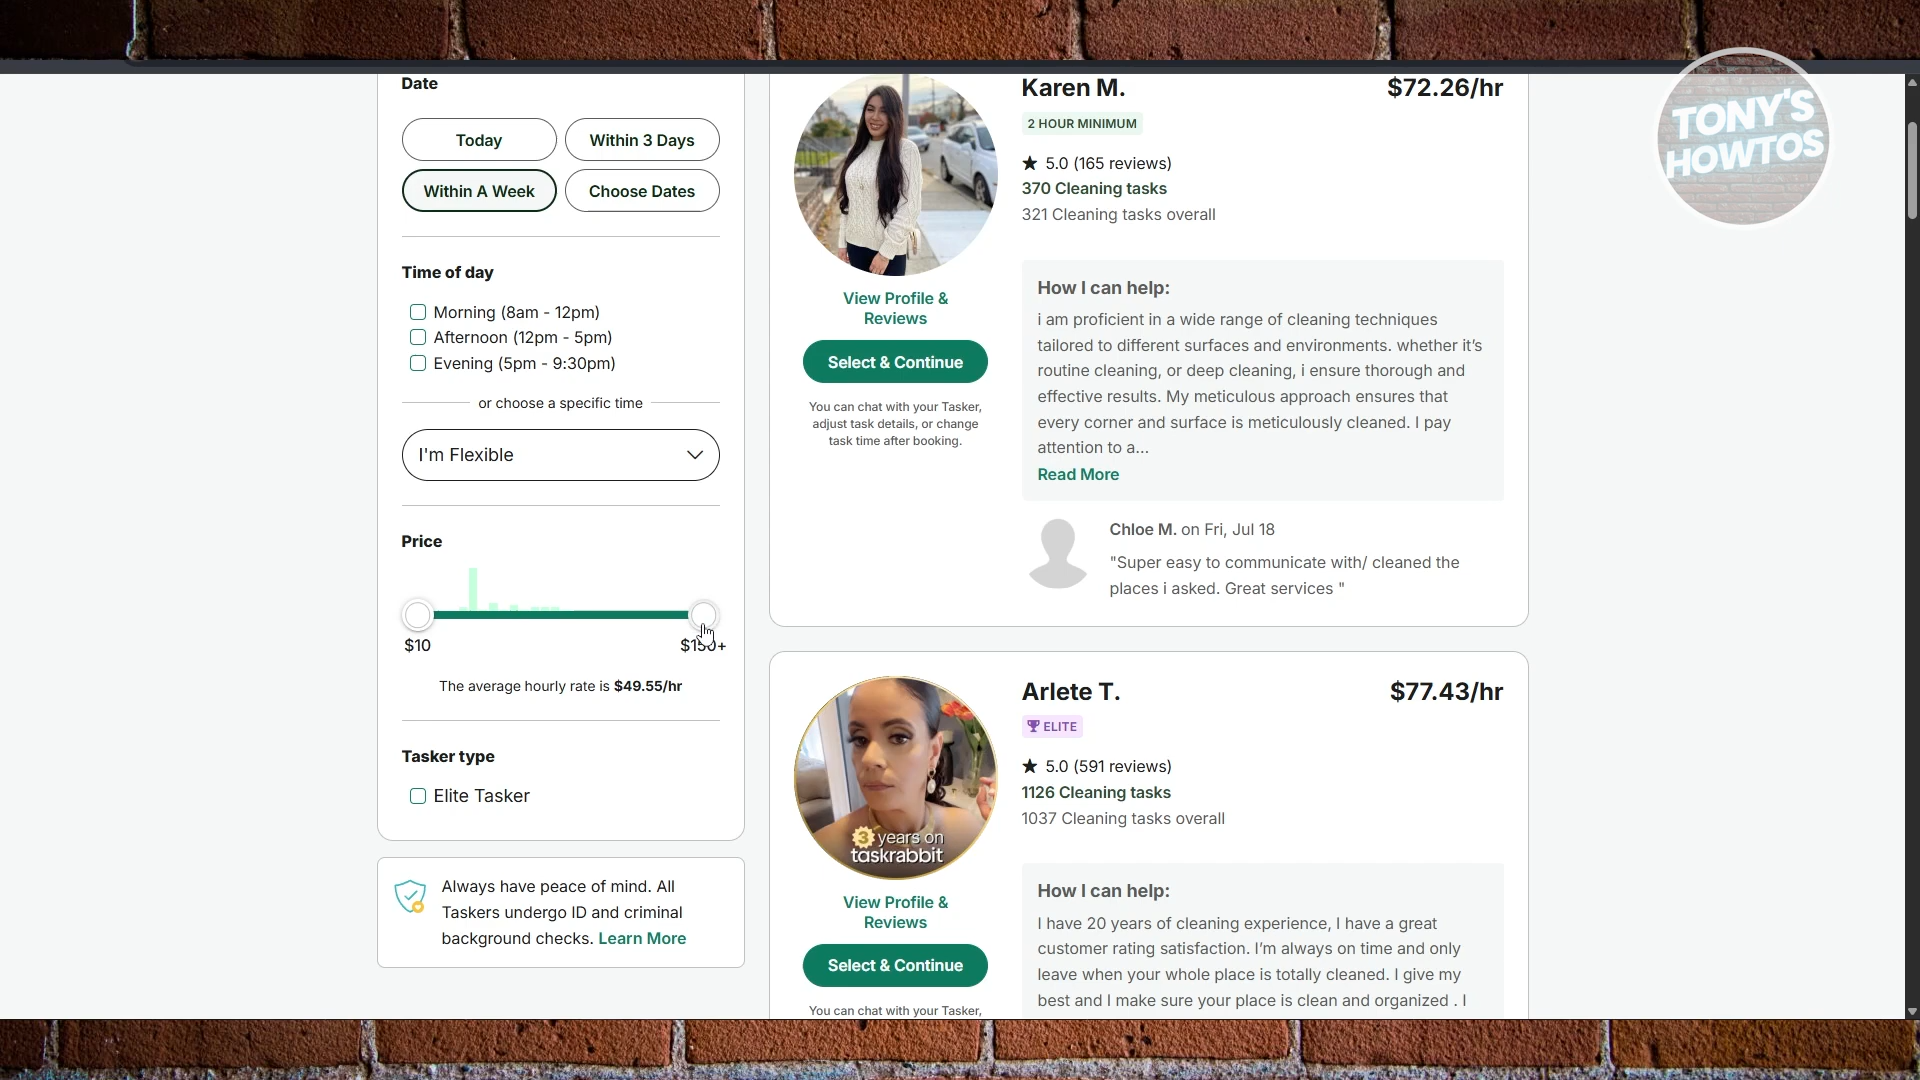 TONY'S
HOWTOS
Date
Today
Within 3 Days
Within A Week
Choose Dates
Time of day
Morning (8am - 12pm)
Afternoon (12pm - 5pm)
Evening (5pm - 9:30pm)
or choose a specific time
I'm Flexible
Price
$10
$150+
The average hourly rate is $49.55/hr
Tasker type
Elite Tasker
Always have peace of mind. All
Taskers undergo ID and criminal
background checks. Learn More
Karen M.
$72.26/hr
2 HOUR MINIMUM
5.0 (165 reviews)
370 Cleaning tasks
321 Cleaning tasks overall
View Profile &
Reviews
Select & Continue
You can chat with your Tasker,
adjust task details, or change
task time after booking.
How I can help:
i am proficient in a wide range of cleaning techniques
tailored to different surfaces and environments. whether it's
routine cleaning, or deep cleaning, i ensure thorough and
effective results. My meticulous approach ensures that
every corner and surface is meticulously cleaned. I pay
attention to a...
Read More
Chloe M. on Fri, Jul 18
"Super easy to communicate with/ cleaned the
places i asked. Great services "
Arlete T.
$77.43/hr
ELITE
5.0 (591 reviews)
1126 Cleaning tasks
1037 Cleaning tasks overall
3 years on
taskrabbit
View Profile &
Reviews
Select & Continue
You can chat with your Tasker,
How I can help:
I have 20 years of cleaning experience, I have a great
customer rating satisfaction. I'm always on time and only
leave when your whole place is totally cleaned. I give my
best and I make sure your place is clean and organized . I